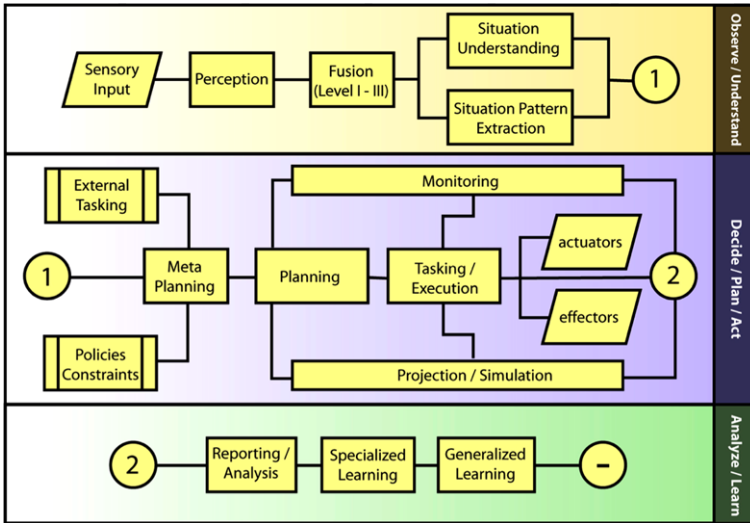 Sensory
Input
Perception
Fusion
(Level I - III)
Situation
Understanding
Situation Pattern
Extraction
1
Observe / Understand
External
Tasking
1
Meta
Planning
Policies
Constraints
Planning
Monitoring
Tasking /
Execution
actuators
effectors
2
Projection / Simulation
Decide / Plan / Act
2
Reporting /
Analysis
Specialized
Learning
Generalized
Learning
–
Analyze / Learn